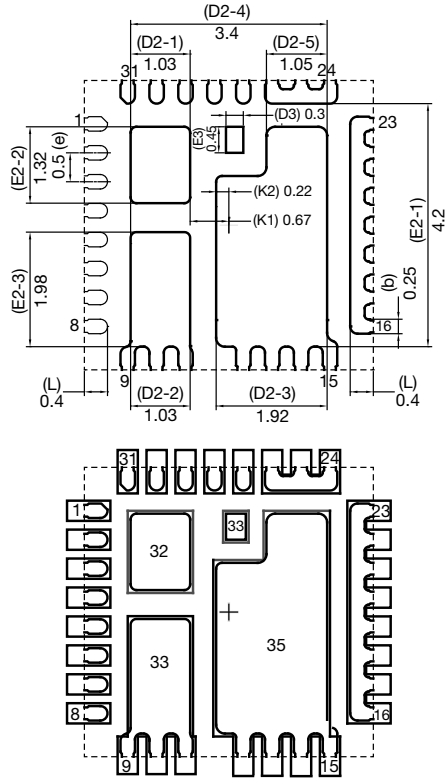 (D2-4)
3.4
(D2-1)
1.03
(D2-5)
1.05
31
24
(D3) 0.3
(E3)
0.45
1
23
(E2-2)
1.32
0.5 (e)
(K2) 0.22
(K1) 0.67
(E2-1)
4.2
(E2-3)
1.98
(b)
0.25
8
16
9
15
(L)
0.4
(D2-2)
1.03
(D2-3)
1.92
(L)
0.4
31
24
1
23
33
32
33
35
8
16
9
15